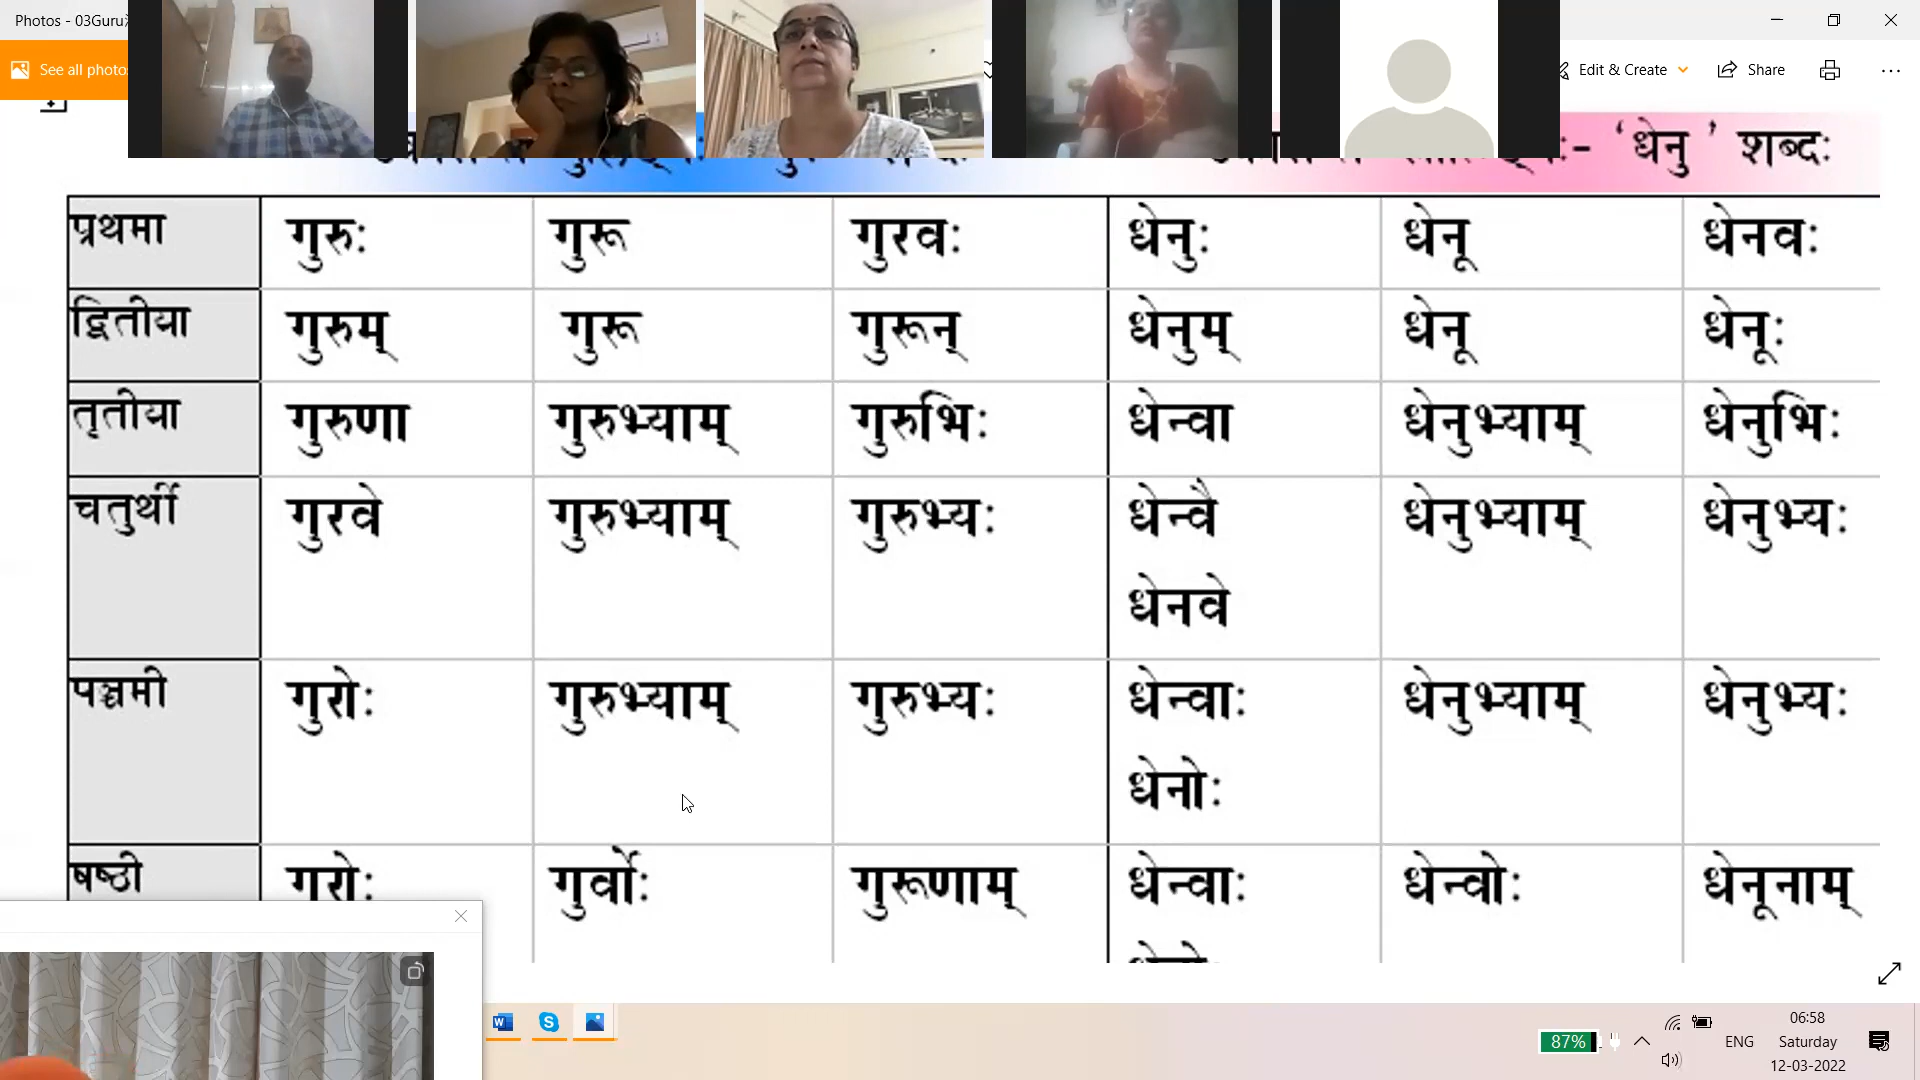 Photos - 03Guru
See all photos
Edit & Create
Share
‘धेनु ’ शब्दः
प्रथमा गुरुः गुरू गुरवः धेनुः धेनू धेनवः
द्वितीया गुरुम् गुरू गुरून् धेनुम् धेनू धेनूः
तृतीया गुरुणा गुरुभ्याम् गुरुभिः धेन्वा धेनुभ्याम् धेनुभिः
चतुर्थी गुरवे गुरुभ्याम् गुरुभ्यः धेन्वै धेनुभ्याम् धेनुभ्यः
धेनवे
पञ्चमी गुरोः गुरुभ्याम् गुरुभ्यः धेन्वाः धेनुभ्याम् धेनुभ्यः
धेनोः
षष्ठी गुरोः गुर्वोः गुरूणाम् धेन्वाः धेन्वोः धेनूनाम्
87%
ENG
06:58
Saturday
12-03-2022